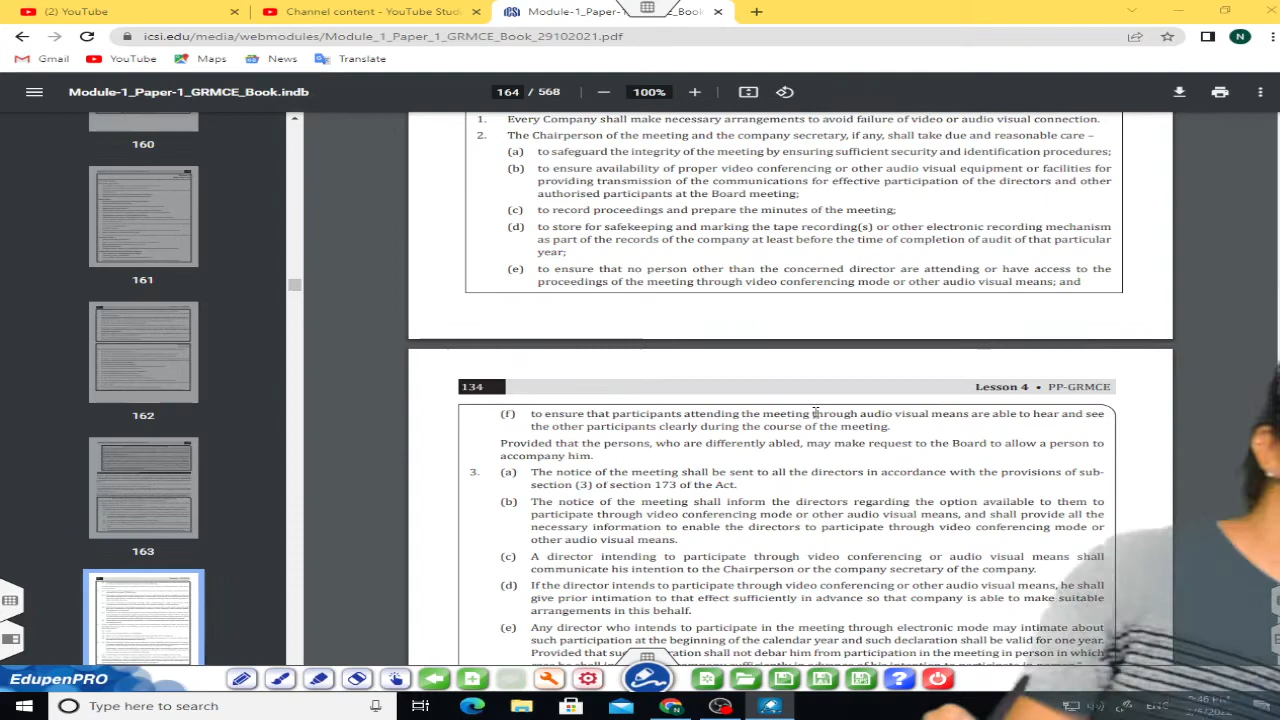 (2) YouTube
Channel content - YouTube Stud
Module-1_Paper-1_GRMCE_Book
icsi.edu/media/webmodules/Module_1_Paper_1_GRMCE_Book_29102021.pdf
N
Gmail
YouTube
Maps
News
Translate
Module-1_Paper-1_GRMCE_Book.indb
164 / 568
100%
160
161
162
163
1. Every Company shall make necessary arrangements to avoid failure of video or audio visual connection.
2. The Chairperson of the meeting and the company secretary, if any, shall take due and reasonable care –
(a) to safeguard the integrity of the meeting by ensuring sufficient security and identification procedures;
(b) to ensure availability of proper video conferencing or other audio visual equipment or facilities for
providing transmission of the communications for effective participation of the directors and other
authorised participants at the Board meeting;
(c) to record proceedings and prepare the minutes of the meeting;
(d) to store for safekeeping and marking the tape recording(s) or other electronic recording mechanism
as part of the records of the company at least before the time of completion of audit of that particular
year;
(e) to ensure that no person other than the concerned director are attending or have access to the
proceedings of the meeting through video conferencing mode or other audio visual means; and
134
Lesson 4 • PP-GRMCE
(f) to ensure that participants attending the meeting through audio visual means are able to hear and see
the other participants clearly during the course of the meeting.
Provided that the persons, who are differently abled, may make request to the Board to allow a person to
accompany him.
3. (a) The notice of the meeting shall be sent to all the directors in accordance with the provisions of sub-
section (3) of section 173 of the Act.
(b) The notice of the meeting shall inform the directors regarding the option available to them to
participate through video conferencing mode or other audio visual means, and shall provide all the
necessary information to enable the directors to participate through video conferencing mode or
other audio visual means.
(c) A director intending to participate through video conferencing or audio visual means shall
communicate his intention to the Chairperson or the company secretary of the company.
(d) If the director intends to participate through video conferencing or other audio visual means, he shall
give prior intimation to that effect sufficiently in advance so that company is able to make suitable
arrangements in this behalf.
(e) Any director who intends to participate in the meeting through electronic mode may intimate about
such participation at the beginning of the calendar year and such declaration shall be valid for one year.
Provided that such declaration shall not debar him from participation in the meeting in person in which
EdupenPRO
Type here to search
ENG